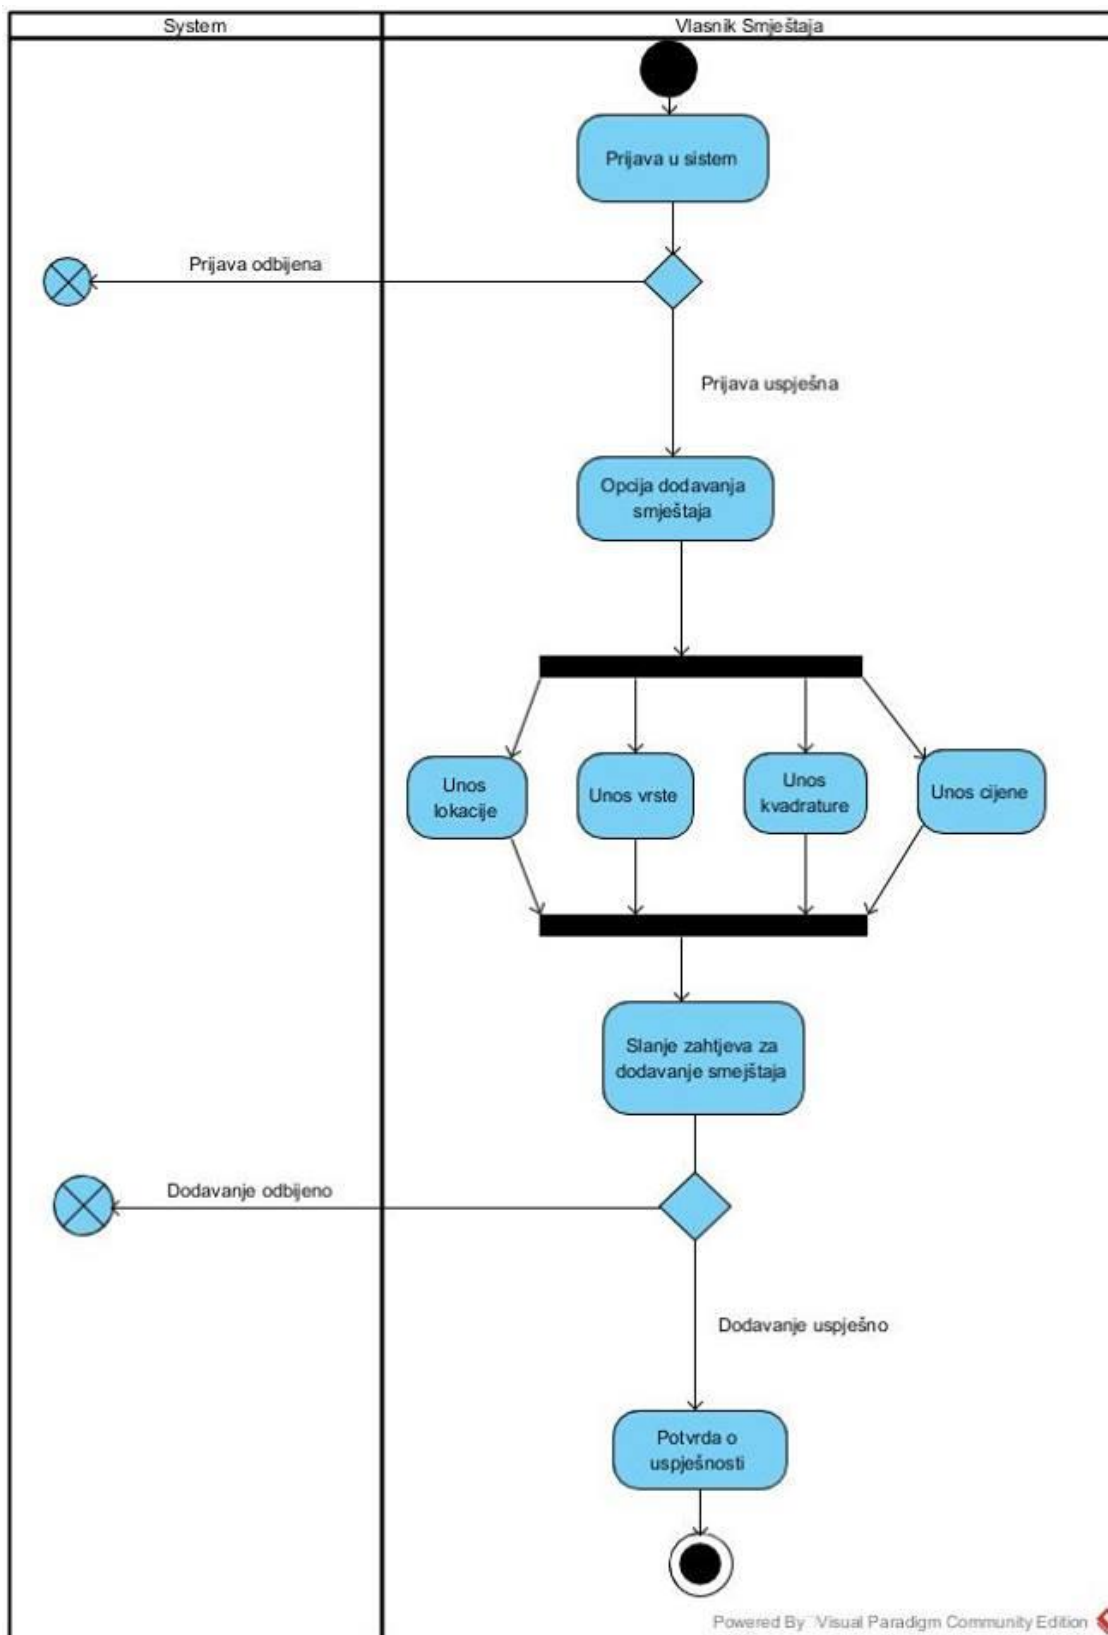 System
Vlasnik Smještaja
Prijava u sistem
Prijava odbijena
Prijava uspješna
Opcija dodavanja
smještaja
Unos
lokacije
Unos vrste
Unos
kvadrature
Unos cijene
Slanje zahtjeva za
dodavanje smejštaja
Dodavanje odbijeno
Dodavanje uspješno
Potvrda o
uspješnosti
Powered By Visual Paradigm Community Edition